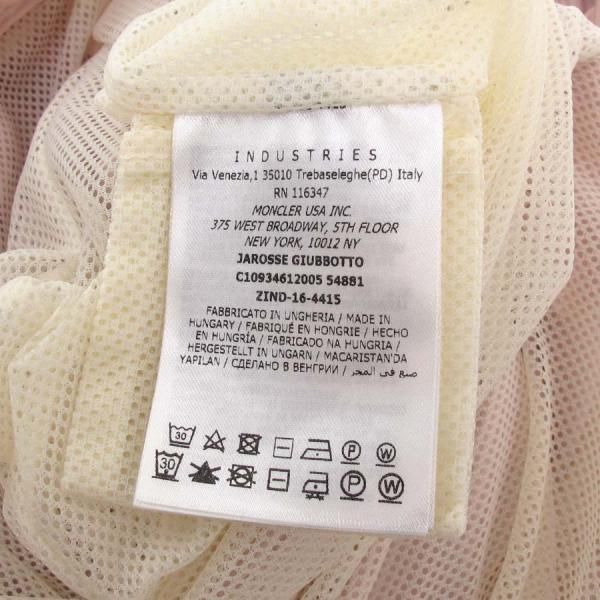 INDUSTRIES
Via Venezia,1 35010 Trebaseleghe(PD) Italy
RN 116347
MONCLER USA INC.
375 WEST BROADWAY, 5TH FLOOR
NEW YORK, 10012 NY
JAROSSE GIUBBOTTO
C10934612005 54881
ZIND-16-4415
FABBRICATO IN UNGHERIA / MADE IN
HUNGARY / FABRIQUÉ EN HONGRIE / HECHO
EN HUNGRÍA / FABRICADO NA HUNGRIA /
HERGESTELLT IN UNGARN / MACARISTAN'DA
YAPILAN / СДЕЛАНО В ВЕНГРИИ / صنع في المجر
30 P W
30 P W